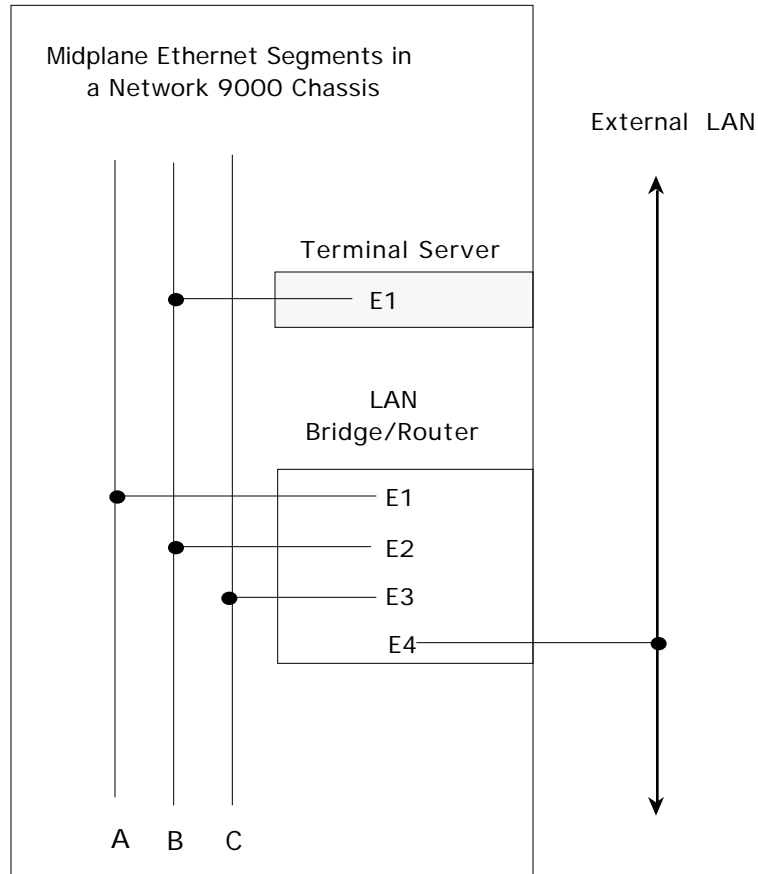 Midplane Ethernet Segments in
a Network 9000 Chassis
External LAN
Terminal Server
E1
LAN
Bridge/Router
E1
E2
E3
E4
A B C